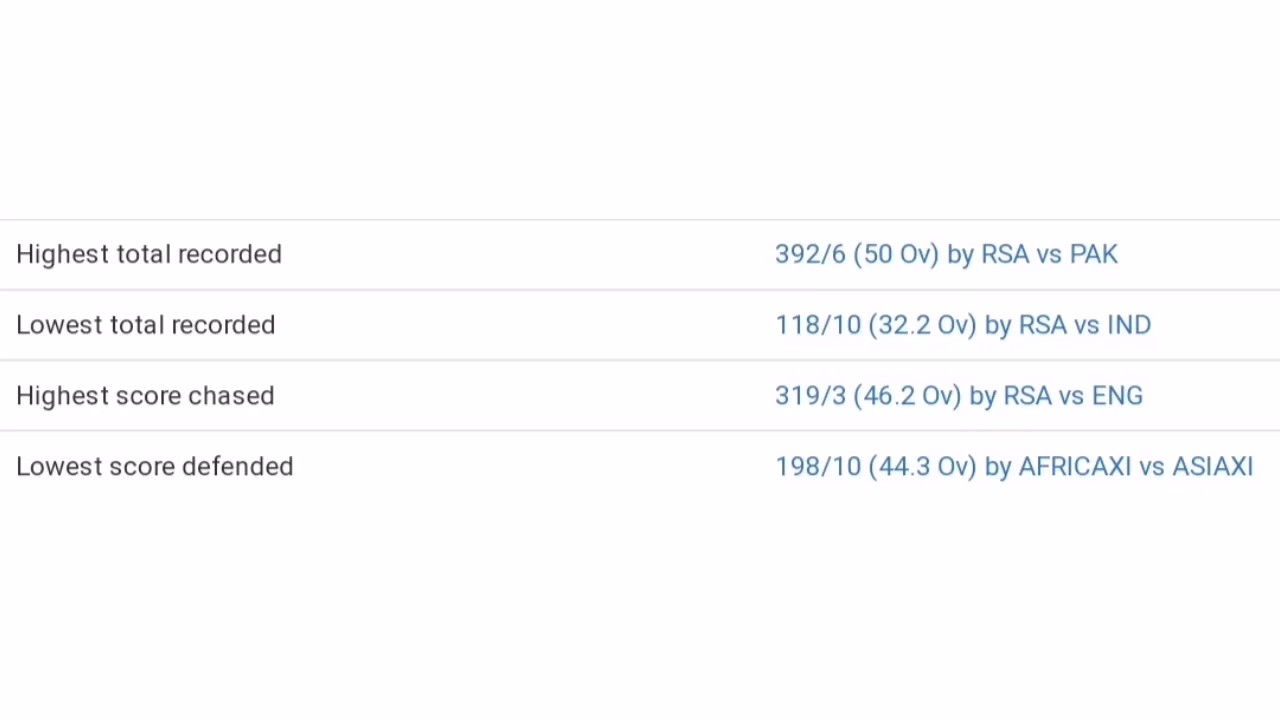 Highest total recorded 392/6 (50 Ov) by RSA vs PAK
Lowest total recorded 118/10 (32.2 Ov) by RSA vs IND
Highest score chased 319/3 (46.2 Ov) by RSA vs ENG
Lowest score defended 198/10 (44.3 Ov) by AFRICAXI vs ASIAXI